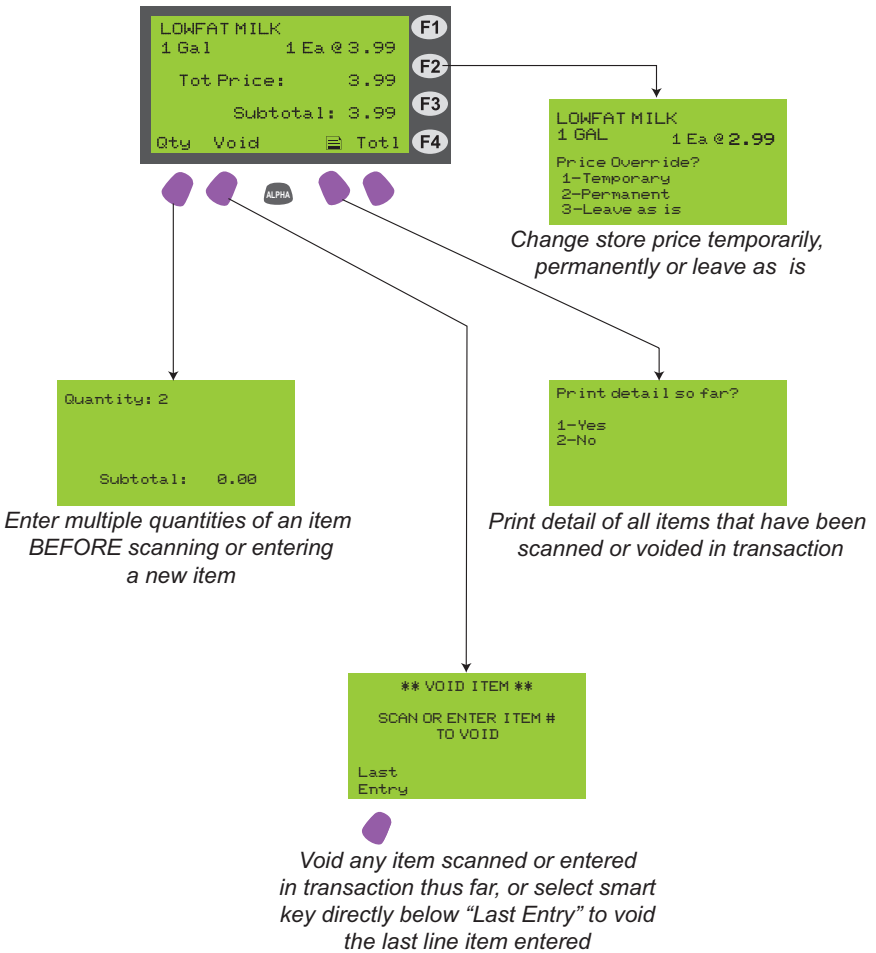 LOWFAT MILK
1 Gal 1 Ea @ 3.99
Tot Price: 3.99
Subtotal: 3.99
Qty Void Totl
F1
F2
F3
F4
ALPHA
LOWFAT MILK
1 GAL 1 Ea @ 2.99
Price Override?
1-Temporary
2-Permanent
3-Leave as is
Change store price temporarily,
permanently or leave as is
Quantity: 2
Subtotal: 0.00
Enter multiple quantities of an item
BEFORE scanning or entering
a new item
Print detail so far?
1-Yes
2-No
Print detail of all items that have been
scanned or voided in transaction
** VOID ITEM **
SCAN OR ENTER ITEM #
TO VOID
Last
Entry
Void any item scanned or entered
in transaction thus far, or select smart
key directly below “Last Entry” to void
the last line item entered